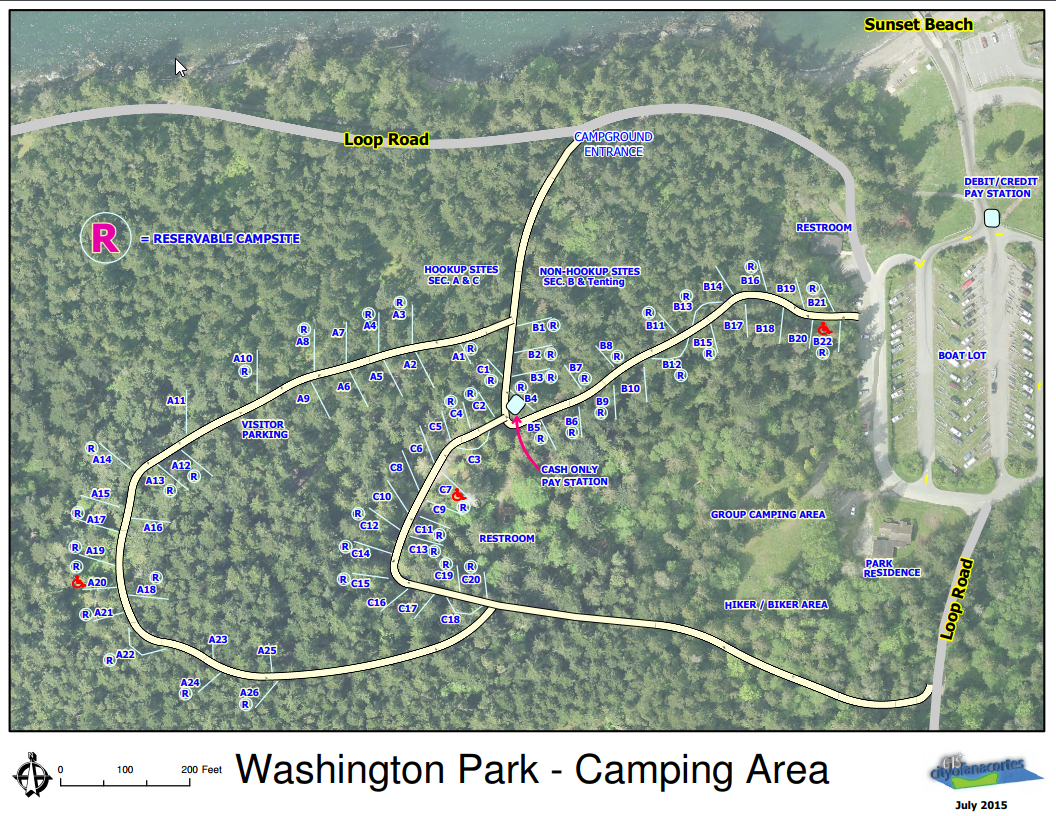 Sunset Beach
Loop Road
CAMPGROUND
ENTRANCE
DEBIT/CREDIT
PAY STATION
R
= RESERVABLE CAMPSITE
RESTROOM
HOOKUP SITES
SEC. A & C
NON-HOOKUP SITES
SEC. B & Tenting
R
B16
B14
B19
R
B21
R
B13
R
A3
R
A4
R
B11
B1 R
R
A8
A7
B17
B18
B20
B22
R
B15
R
A10
R
A1
R
A2
B2 R
B8
R
BOAT LOT
C1
R
B3 R
B7
R
B12
R
A5
A6
B10
A9
A11
R
C4
R
C2
R
B4
B9
R
VISITOR
PARKING
C5
B5
R
B6
R
R
A14
C6
C3
A12
R
A13
R
C8
CASH ONLY
PAY STATION
A15
C10
C7
C9
R
R
A17
A16
R
C12
C11
R
GROUP CAMPING AREA
RESTROOM
R
A19
R
C14
C13 R
PARK
RESIDENCE
R
A20
R
A18
R
C15
R
C19
R
C20
C16
C17
HIKER / BIKER AREA
R A21
C18
Loop Road
A23
A25
R A22
A24
R
A26
R
N
0 100 200 Feet
Washington Park - Camping Area
GIS
cityofanacortes
July 2015